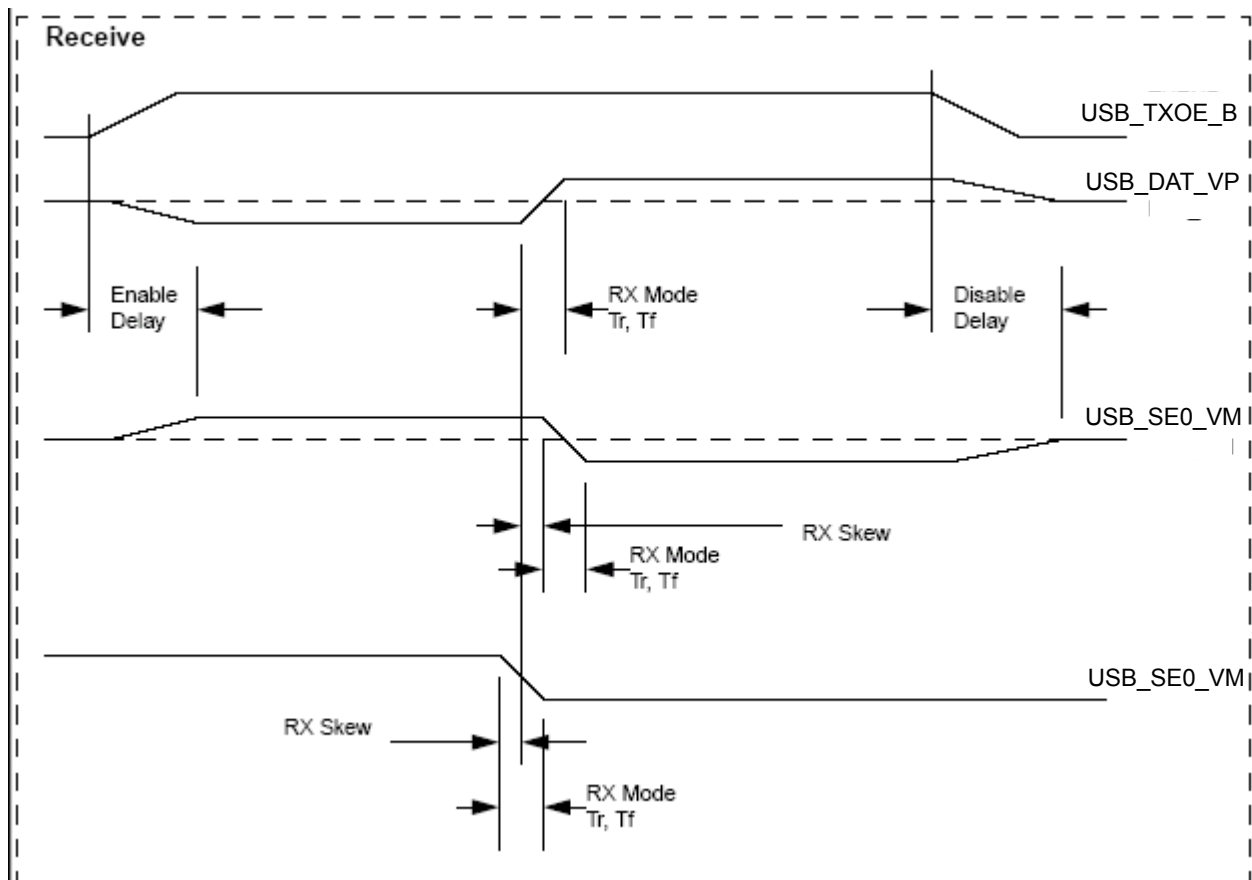 Receive
USB_TXOE_B
USB_DAT_VP
Enable
Delay
RX Mode
Tr, Tf
Disable
Delay
USB_SE0_VM
RX Skew
RX Mode
Tr, Tf
USB_SE0_VM
RX Skew
RX Mode
Tr, Tf